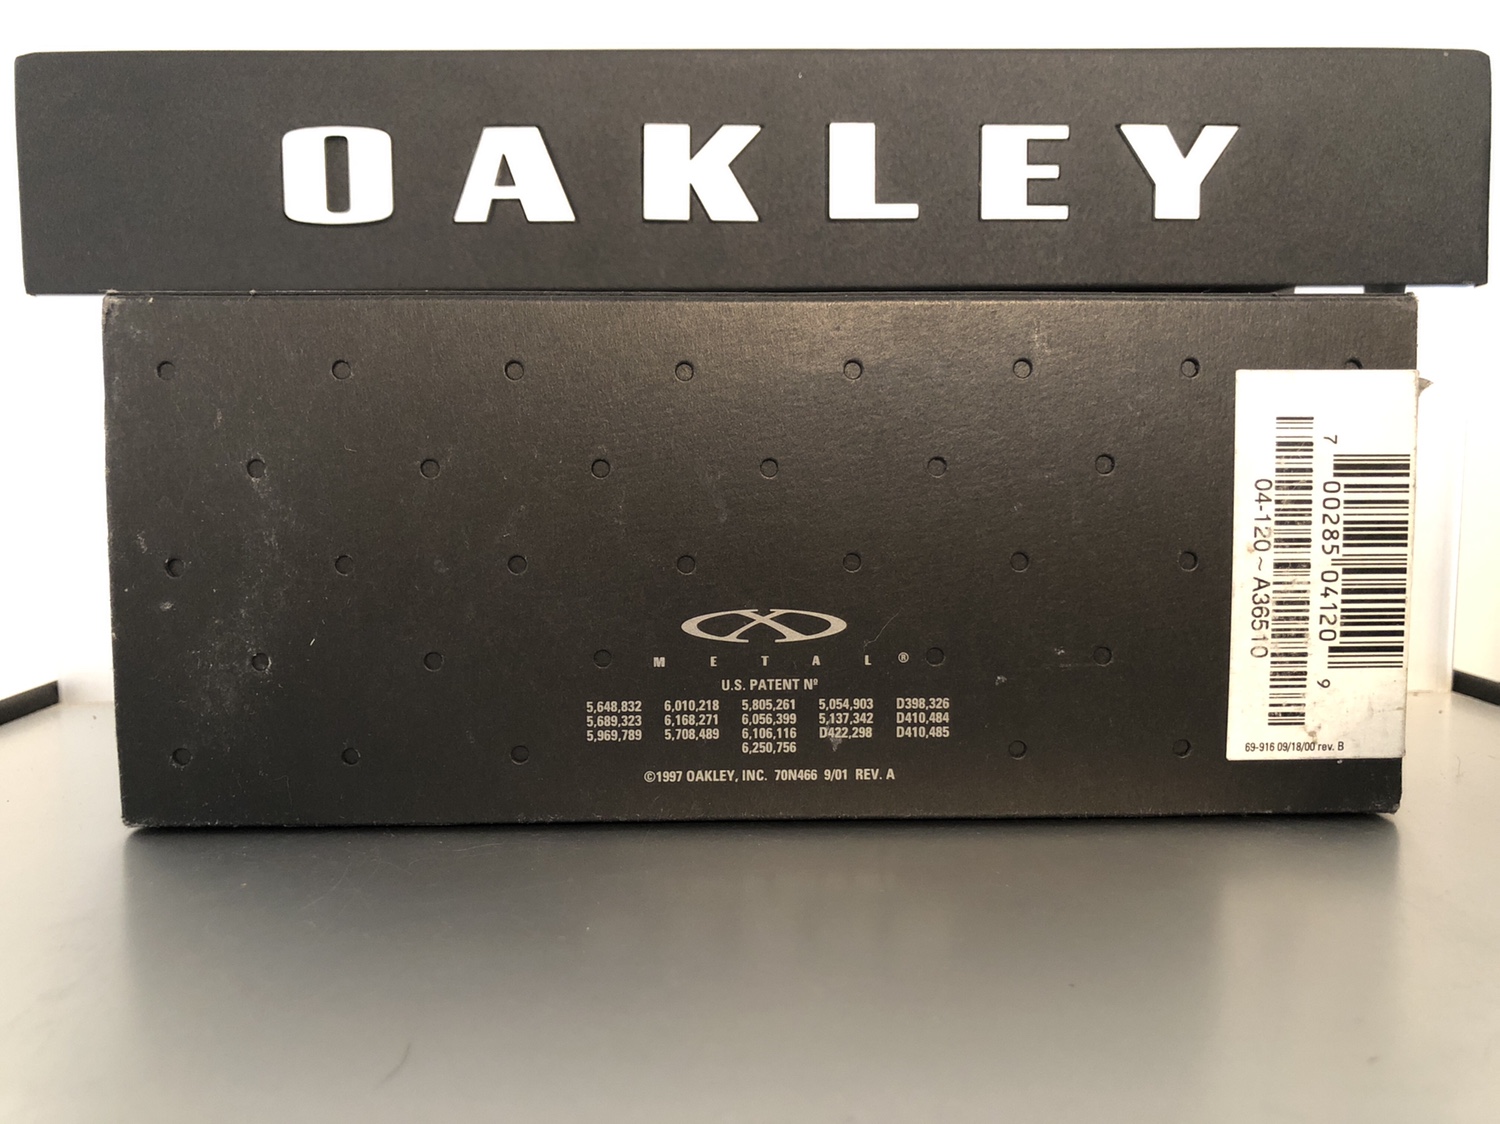 OAKLEY
X
METAL®
U.S. PATENT Nº
5,648,832 6,010,218 5,805,261 5,054,903 D398,326
5,689,323 6,168,271 6,056,399 5,137,342 D410,484
5,969,789 5,708,489 6,106,116 D422,298 D410,485
6,250,756
©1997 OAKLEY, INC. 70N466 9/01 REV. A
7 00285 04120 9
04-120~A36510
69-916 09/18/00 rev. B